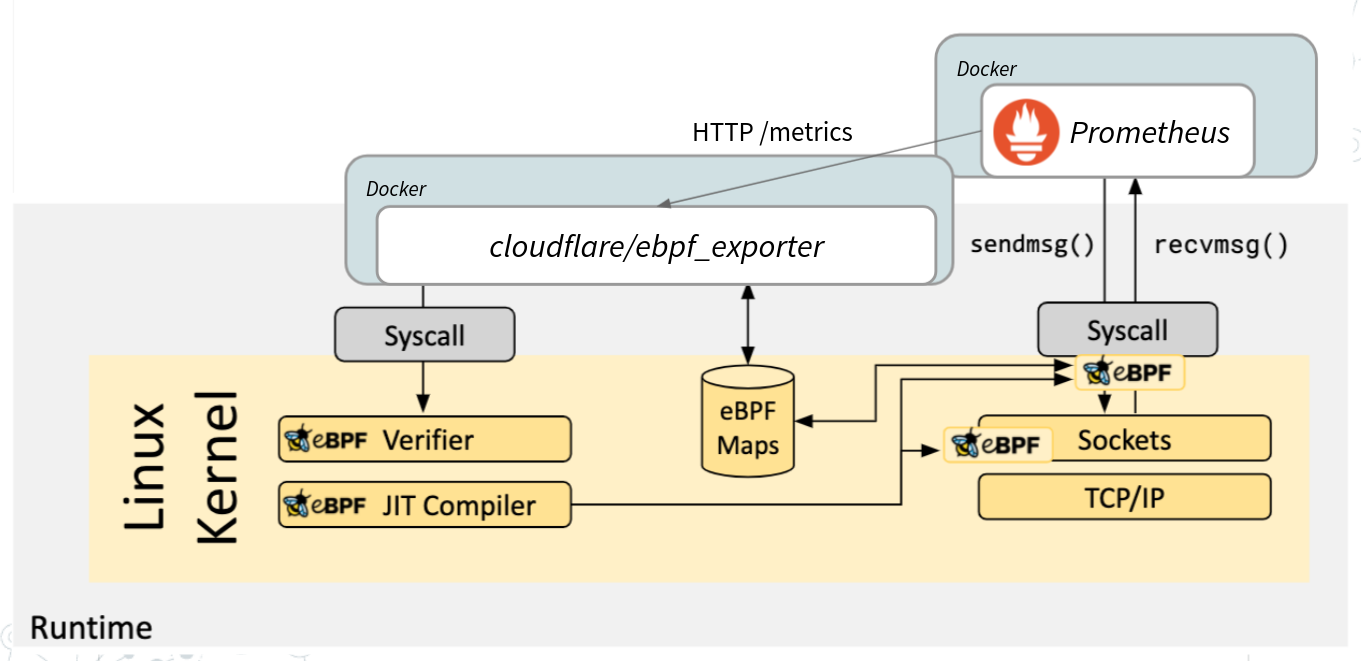 Docker
Prometheus
HTTP /metrics
Docker
cloudflare/ebpf_exporter
sendmsg()
recvmsg()
Syscall
Syscall
eBPF
eBPF
Maps
Linux
Kernel
eBPF Verifier
eBPF
Sockets
eBPF JIT Compiler
TCP/IP
Runtime